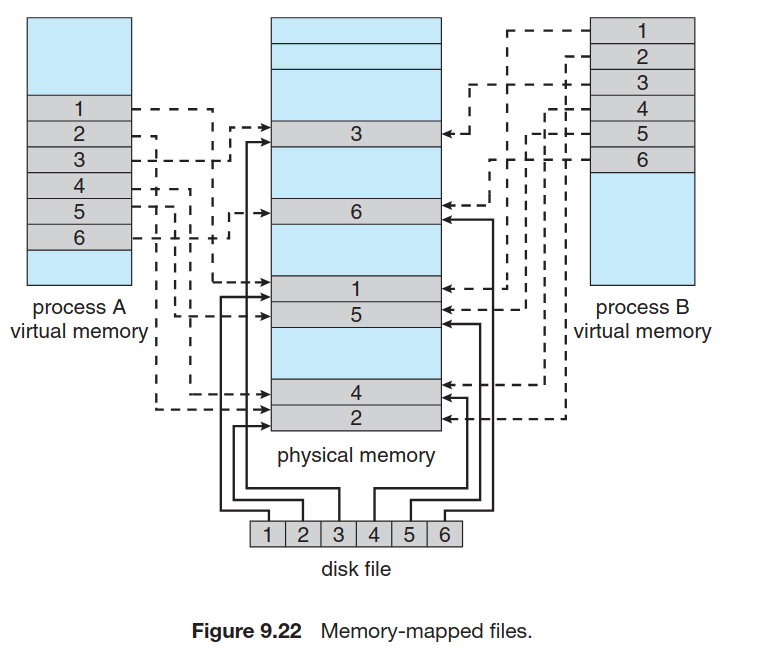 1
2
3
4
5
6
process A
virtual memory
3
6
1
5
4
2
physical memory
1
2
3
4
5
6
process B
virtual memory
1 2 3 4 5 6
disk file
Figure 9.22 Memory-mapped files.